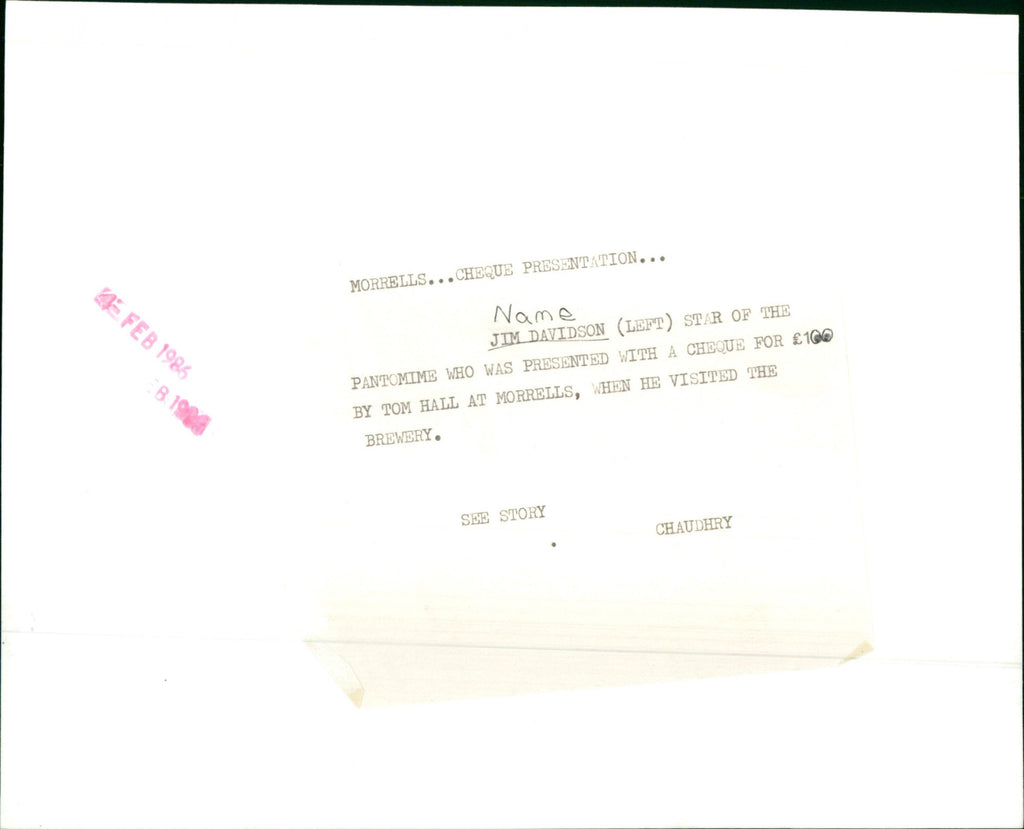 MORRELLS...CHEQUE PRESENTATION...
Name
JIM DAVIDSON (LEFT) STAR OF THE
PANTOMIME WHO WAS PRESENTED WITH A CHEQUE FOR £100
BY TOM HALL AT MORRELLS, WHEN HE VISITED THE
BREWERY.
SEE STORY
CHAUDHRY
.
FEB 1986